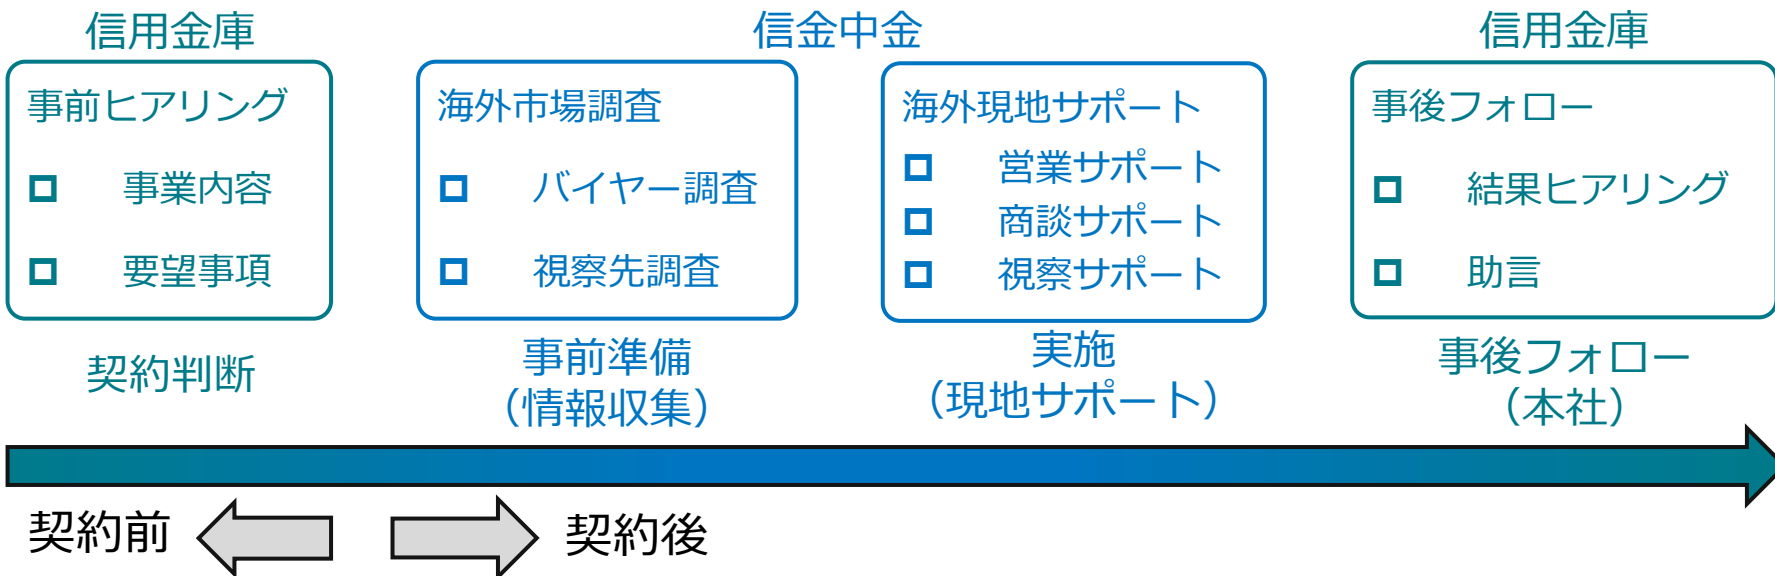 信用金庫
信金中金
信用金庫
事前ヒアリング
事業内容
要望事項
海外市場調査
バイヤー調査
視察先調査
海外現地サポート
営業サポート
商談サポート
視察サポート
事後フォロー
結果ヒアリング
助言
契約判断
事前準備
（情報収集）
実施
（現地サポート）
事後フォロー
（本社）
契約前
契約後